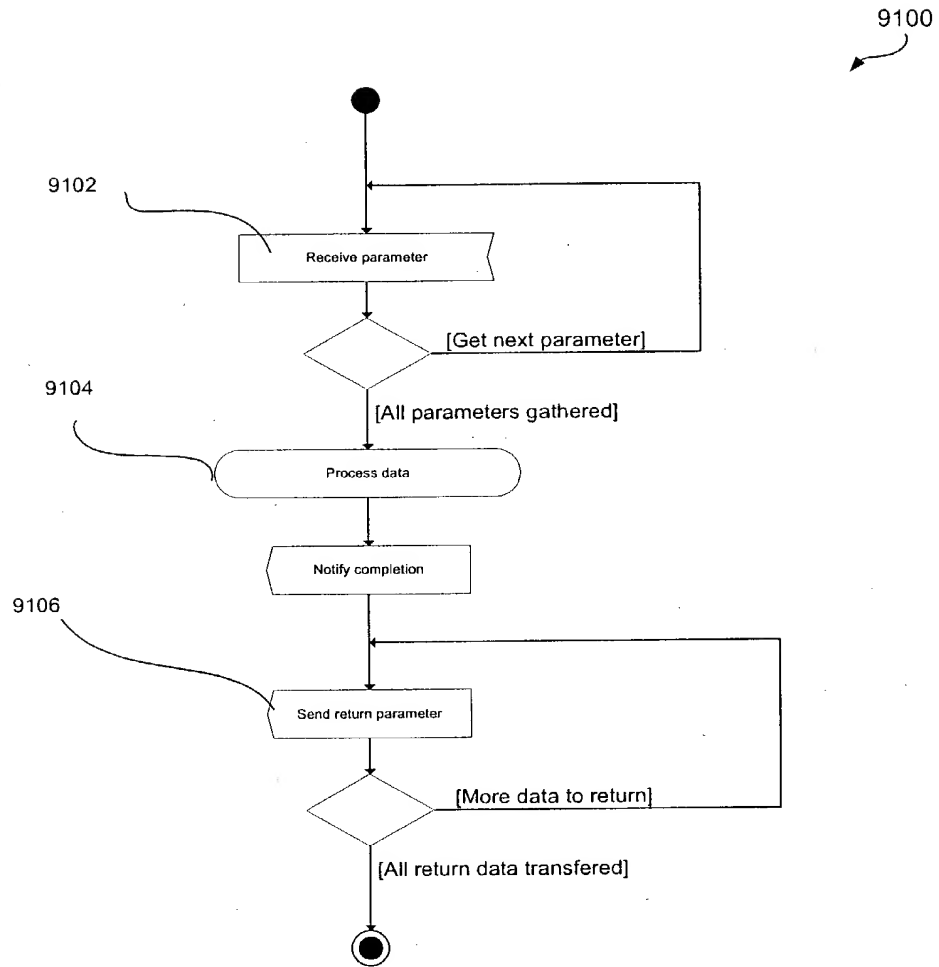 9100
9102
Receive parameter
[Get next parameter]
9104
[All parameters gathered]
Process data
Notify completion
9106
Send return parameter
[More data to return]
[All return data transfered]